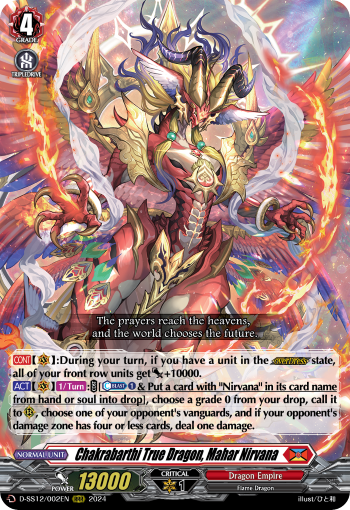 4
GRADE
TRIPLEDRIVE
The prayers reach the heavens,
and the world chooses the future.
CONT【】:During your turn, if you have a unit in the OVERDRESS state,
all of your front row units get +10000.
ACT【】【1/Turn】:COST【C-BLAST 1 & Put a card with "Nirvana" in its card name
from hand or soul into drop】, choose a grade 0 from your drop, call it
to , choose one of your opponent's vanguards, and if your opponent's
damage zone has four or less cards, deal one damage.
NORMAL UNIT
Chakrabarthi True Dragon, Mahar Nirvana
POWER 13000
CRITICAL
1
Dragon Empire
Flame Dragon
D-SS12/002EN 2024
illust/ひと和